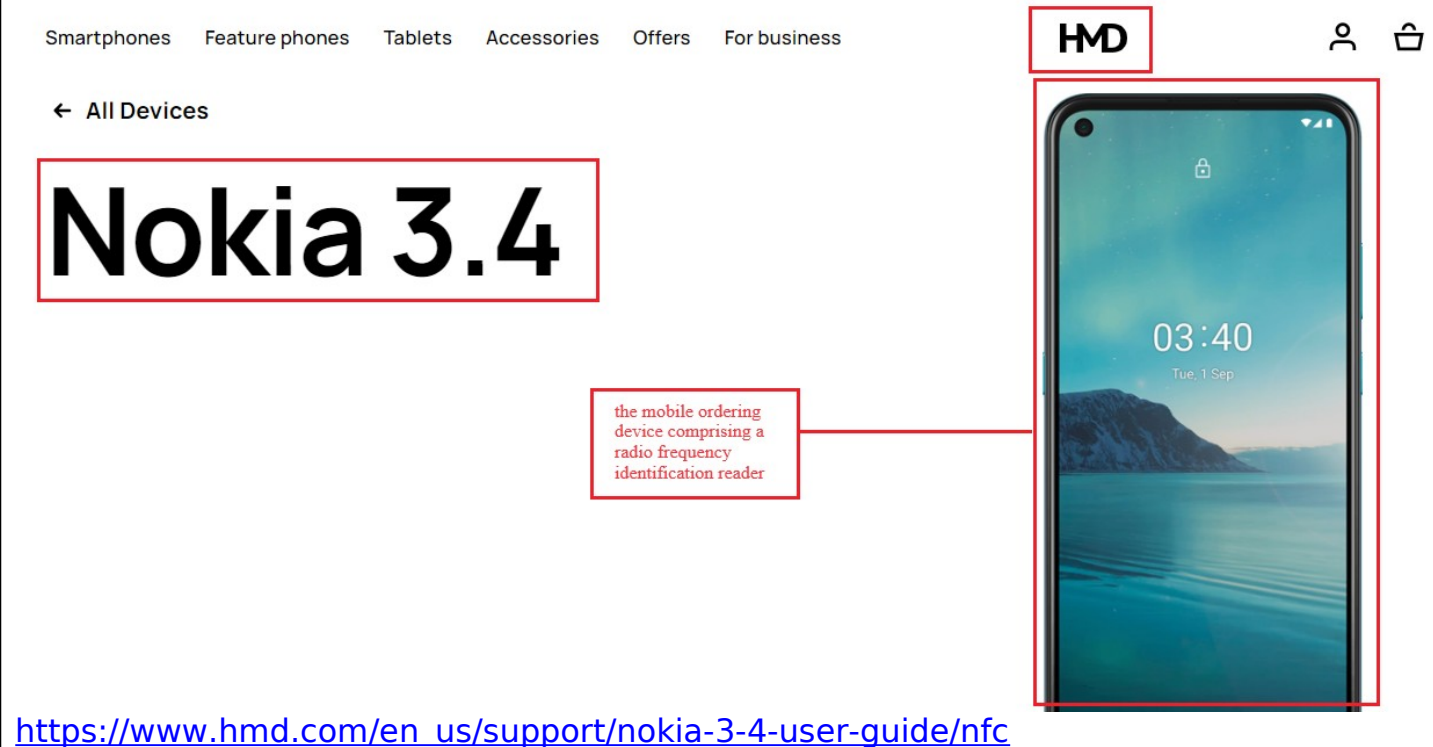 Smartphones Feature phones Tablets Accessories Offers For business HMD
← All Devices
Nokia 3.4
03:40
Tue, 1 Sep
the mobile ordering
device comprising a
radio frequency
identification reader
https://www.hmd.com/en_us/support/nokia-3-4-user-guide/nfc